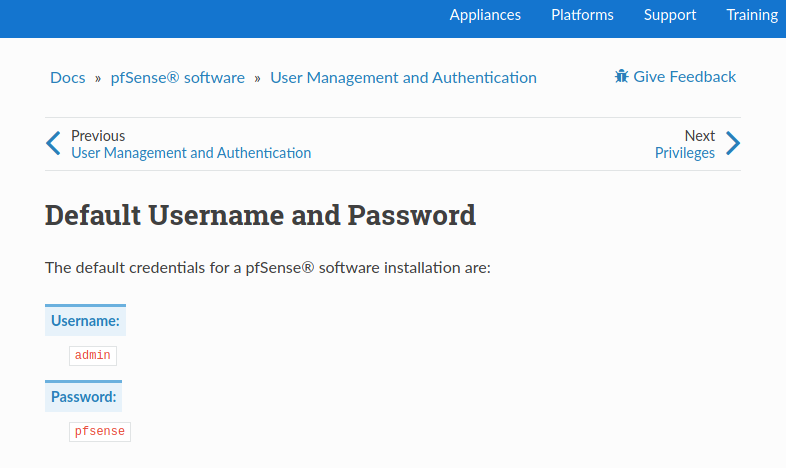 Appliances Platforms Support Training
Docs » pfSense® software » User Management and Authentication Give Feedback
Previous Next
User Management and Authentication Privileges
Default Username and Password
The default credentials for a pfSense® software installation are:
Username:
admin
Password:
pfsense